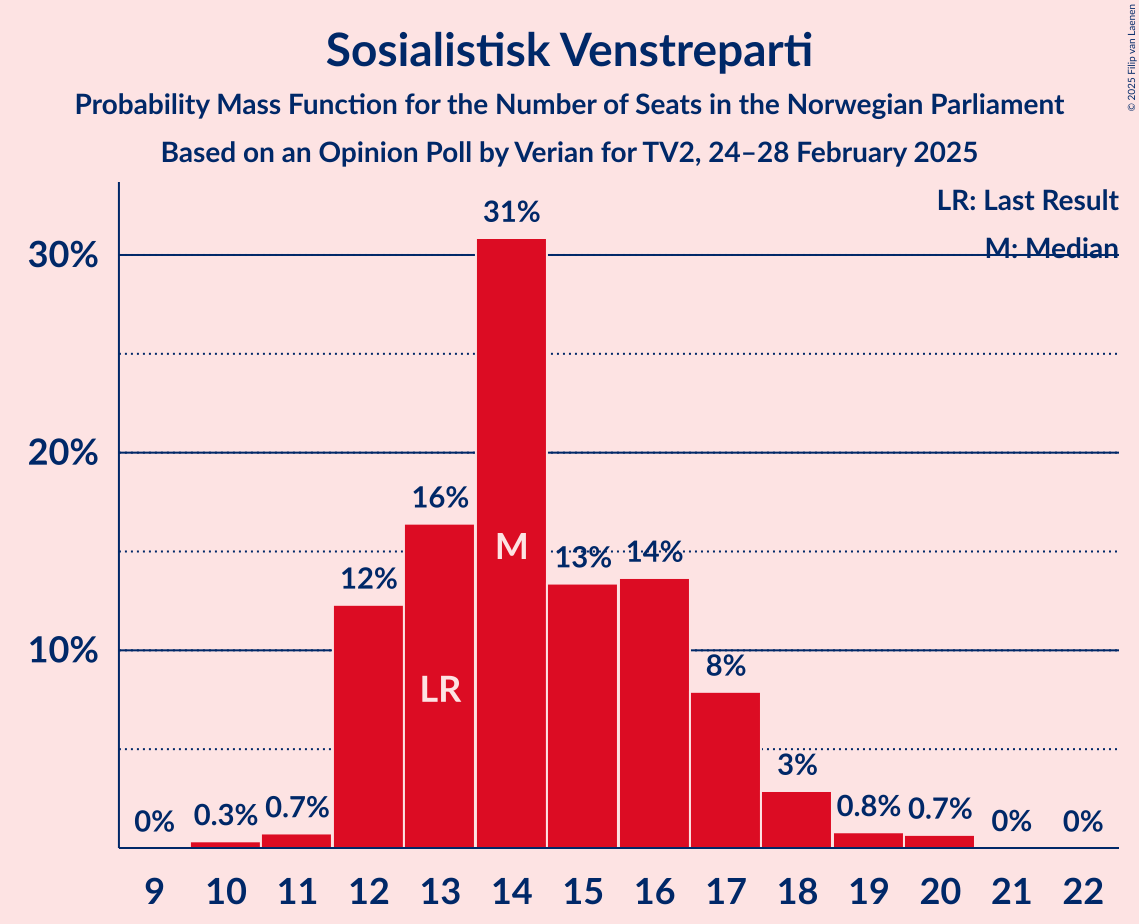 Sosialistisk Venstreparti
Probability Mass Function for the Number of Seats in the Norwegian Parliament
Based on an Opinion Poll by Verian for TV2, 24–28 February 2025
© 2025 Filip van Laenen
LR: Last Result
M: Median
30%
20%
10%
0%
0.3%
0.7%
12%
16%
31%
13%
14%
8%
3%
0.8%
0.7%
0%
0%
LR
M
9 10 11 12 13 14 15 16 17 18 19 20 21 22